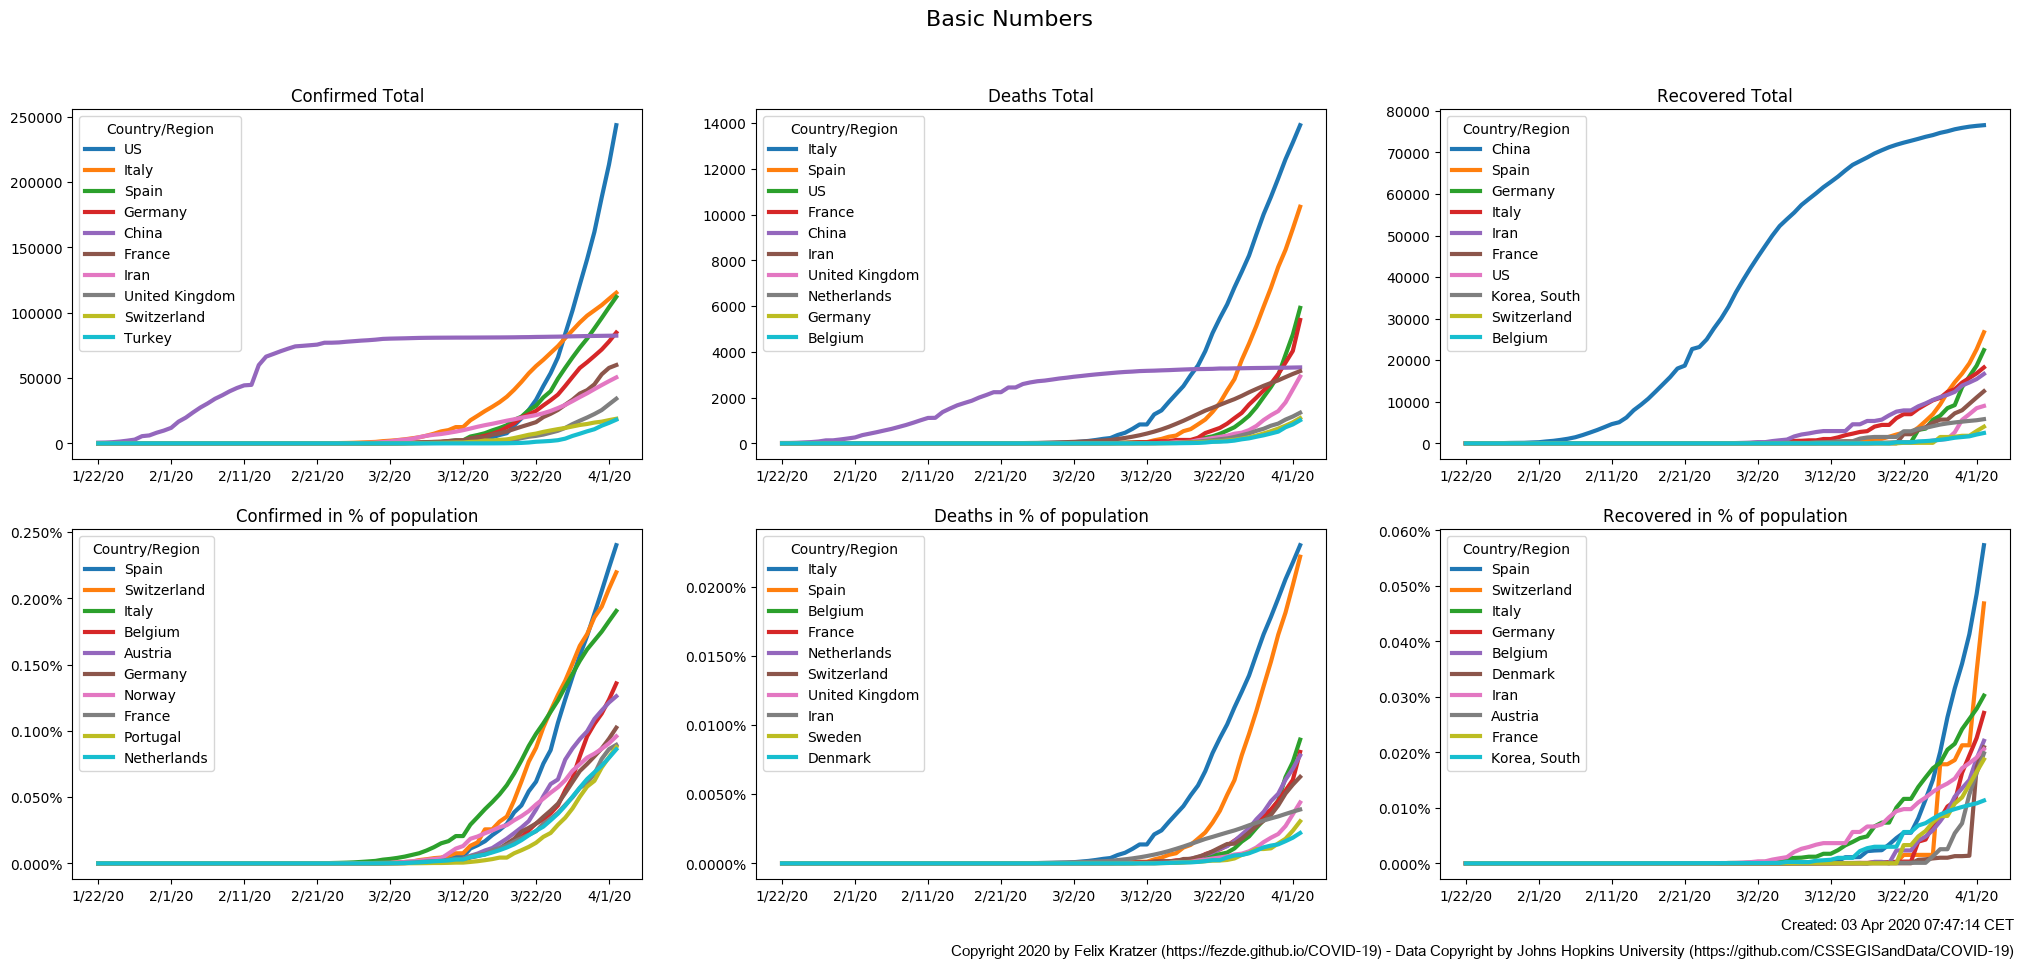 Basic Numbers
Confirmed Total
250000
200000
150000
100000
50000
0
Country/Region
US
Italy
Spain
Germany
China
France
Iran
United Kingdom
Switzerland
Turkey
1/22/20 2/1/20 2/11/20 2/21/20 3/2/20 3/12/20 3/22/20 4/1/20
Deaths Total
14000
12000
10000
8000
6000
4000
2000
0
Country/Region
Italy
Spain
US
France
China
Iran
United Kingdom
Netherlands
Germany
Belgium
1/22/20 2/1/20 2/11/20 2/21/20 3/2/20 3/12/20 3/22/20 4/1/20
Recovered Total
80000
70000
60000
50000
40000
30000
20000
10000
0
Country/Region
China
Spain
Germany
Italy
Iran
France
US
Korea, South
Switzerland
Belgium
1/22/20 2/1/20 2/11/20 2/21/20 3/2/20 3/12/20 3/22/20 4/1/20
Confirmed in % of population
0.250%
0.200%
0.150%
0.100%
0.050%
0.000%
Country/Region
Spain
Switzerland
Italy
Belgium
Austria
Germany
Norway
France
Portugal
Netherlands
1/22/20 2/1/20 2/11/20 2/21/20 3/2/20 3/12/20 3/22/20 4/1/20
Deaths in % of population
0.0200%
0.0150%
0.0100%
0.0050%
0.0000%
Country/Region
Italy
Spain
Belgium
France
Netherlands
Switzerland
United Kingdom
Iran
Sweden
Denmark
1/22/20 2/1/20 2/11/20 2/21/20 3/2/20 3/12/20 3/22/20 4/1/20
Recovered in % of population
0.060%
0.050%
0.040%
0.030%
0.020%
0.010%
0.000%
Country/Region
Spain
Switzerland
Italy
Germany
Belgium
Denmark
Iran
Austria
France
Korea, South
1/22/20 2/1/20 2/11/20 2/21/20 3/2/20 3/12/20 3/22/20 4/1/20
Created: 03 Apr 2020 07:47:14 CET
Copyright 2020 by Felix Kratzer (https://fezde.github.io/COVID-19) - Data Copyright by Johns Hopkins University (https://github.com/CSSEGISandData/COVID-19)